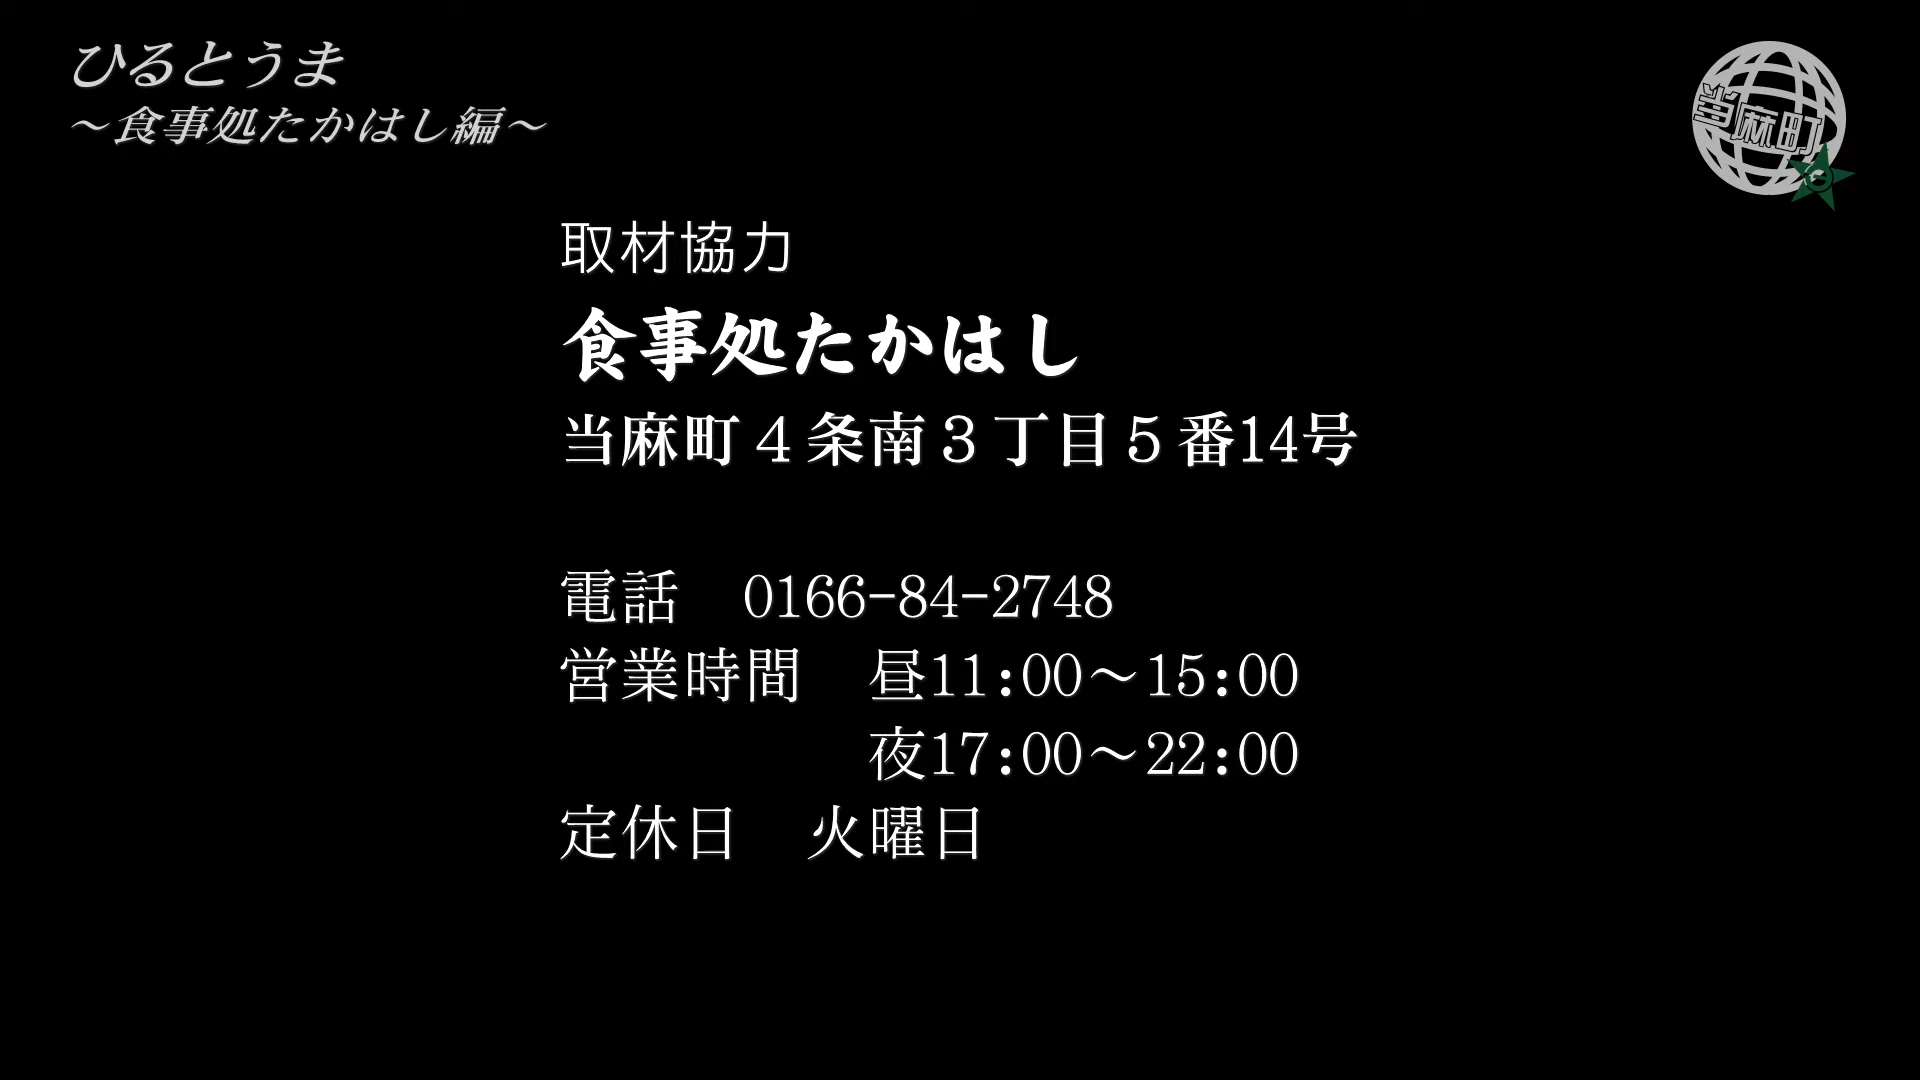 ひるとうま
～食事処たかはし編～
当麻町
取材協力
食事処たかはし
当麻町４条南３丁目５番14号
電話　0166-84-2748
営業時間　昼11:00～15:00
夜17:00～22:00
定休日　火曜日